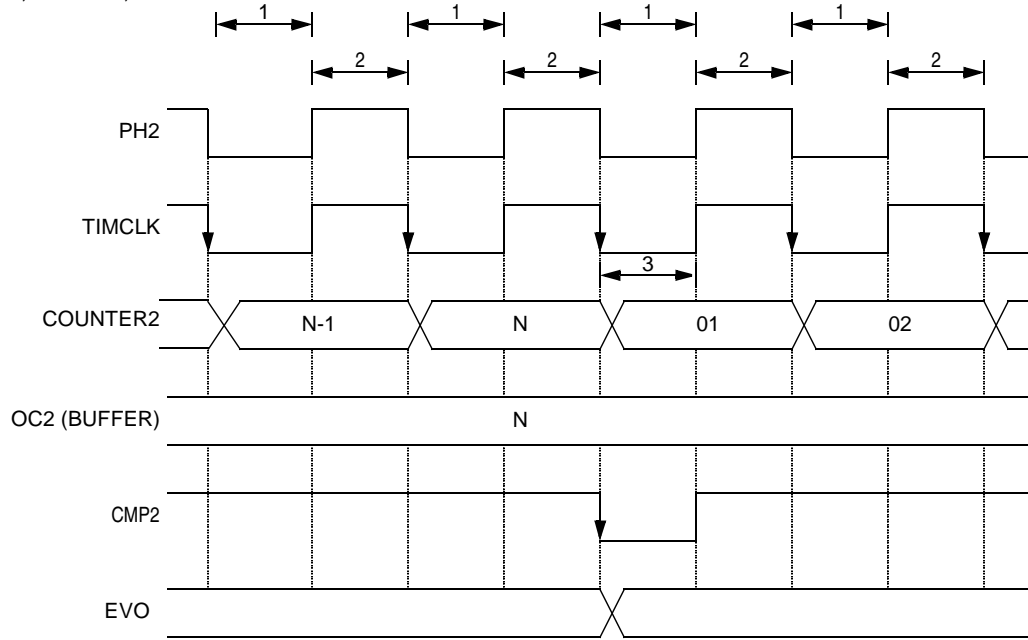 1 1 1 1
2 2 2 2
PH2
TIMCLK
3
COUNTER2 N-1 N 01 02
OC2 (BUFFER) N
CMP2
EVO